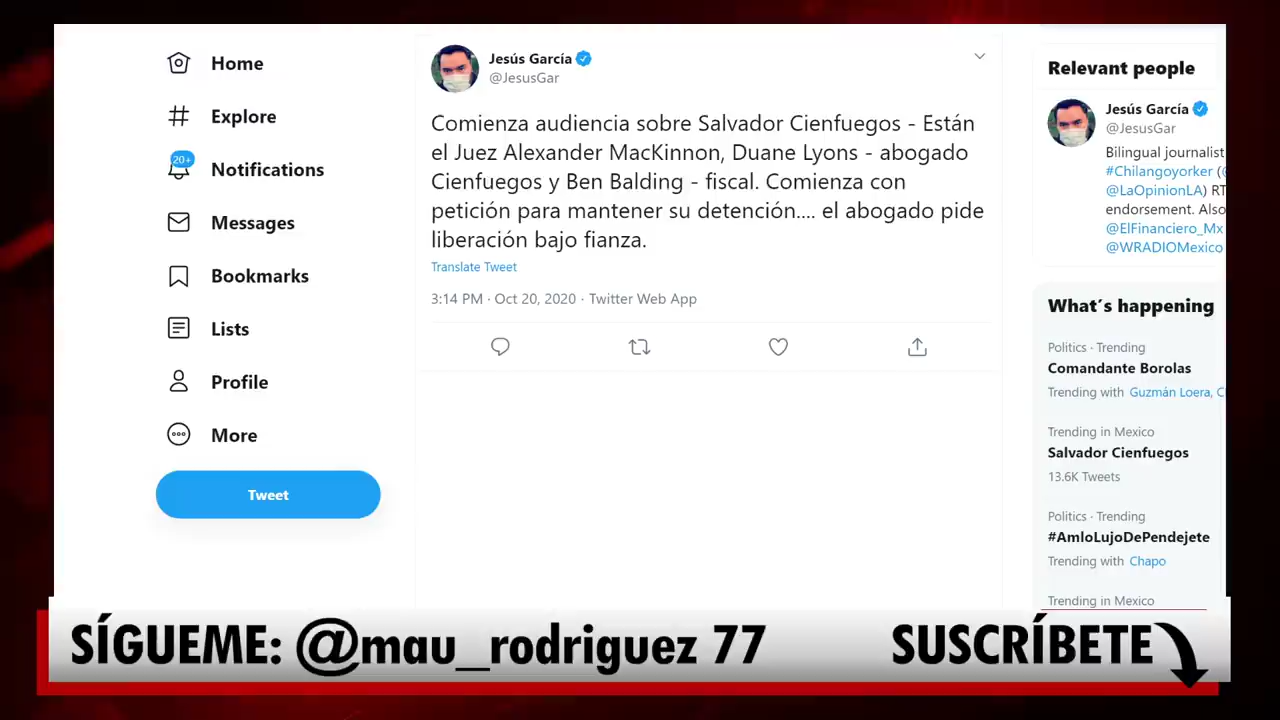 Home
Explore
20+
Notifications
Messages
Bookmarks
Lists
Profile
More
Tweet
Jesús García
@JesusGar
Comienza audiencia sobre Salvador Cienfuegos - Están
el Juez Alexander MacKinnon, Duane Lyons - abogado
Cienfuegos y Ben Balding - fiscal. Comienza con
petición para mantener su detención.... el abogado pide
liberación bajo fianza.
Translate Tweet
3:14 PM · Oct 20, 2020 · Twitter Web App
Relevant people
Jesús García
@JesusGar
Bilingual journalist
#Chilangoyorker (@
@LaOpinionLA) RT
endorsement. Also
@ElFinanciero_Mx
@WRADIOMexico
What's happening
Politics · Trending
Comandante Borolas
Trending with Guzmán Loera, C
Trending in Mexico
Salvador Cienfuegos
13.6K Tweets
Politics · Trending
#AmloLujoDePendejete
Trending with Chapo
Trending in Mexico
SÍGUEME: @mau_rodriguez 77
SUSCRÍBETE